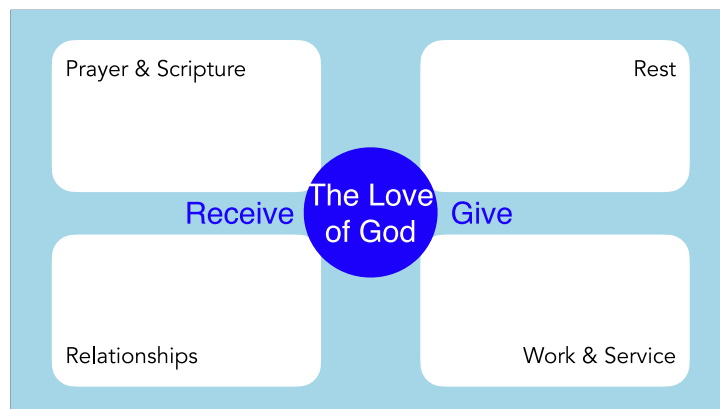 Prayer & Scripture
Rest
Receive
The Love
of God
Give
Relationships
Work & Service